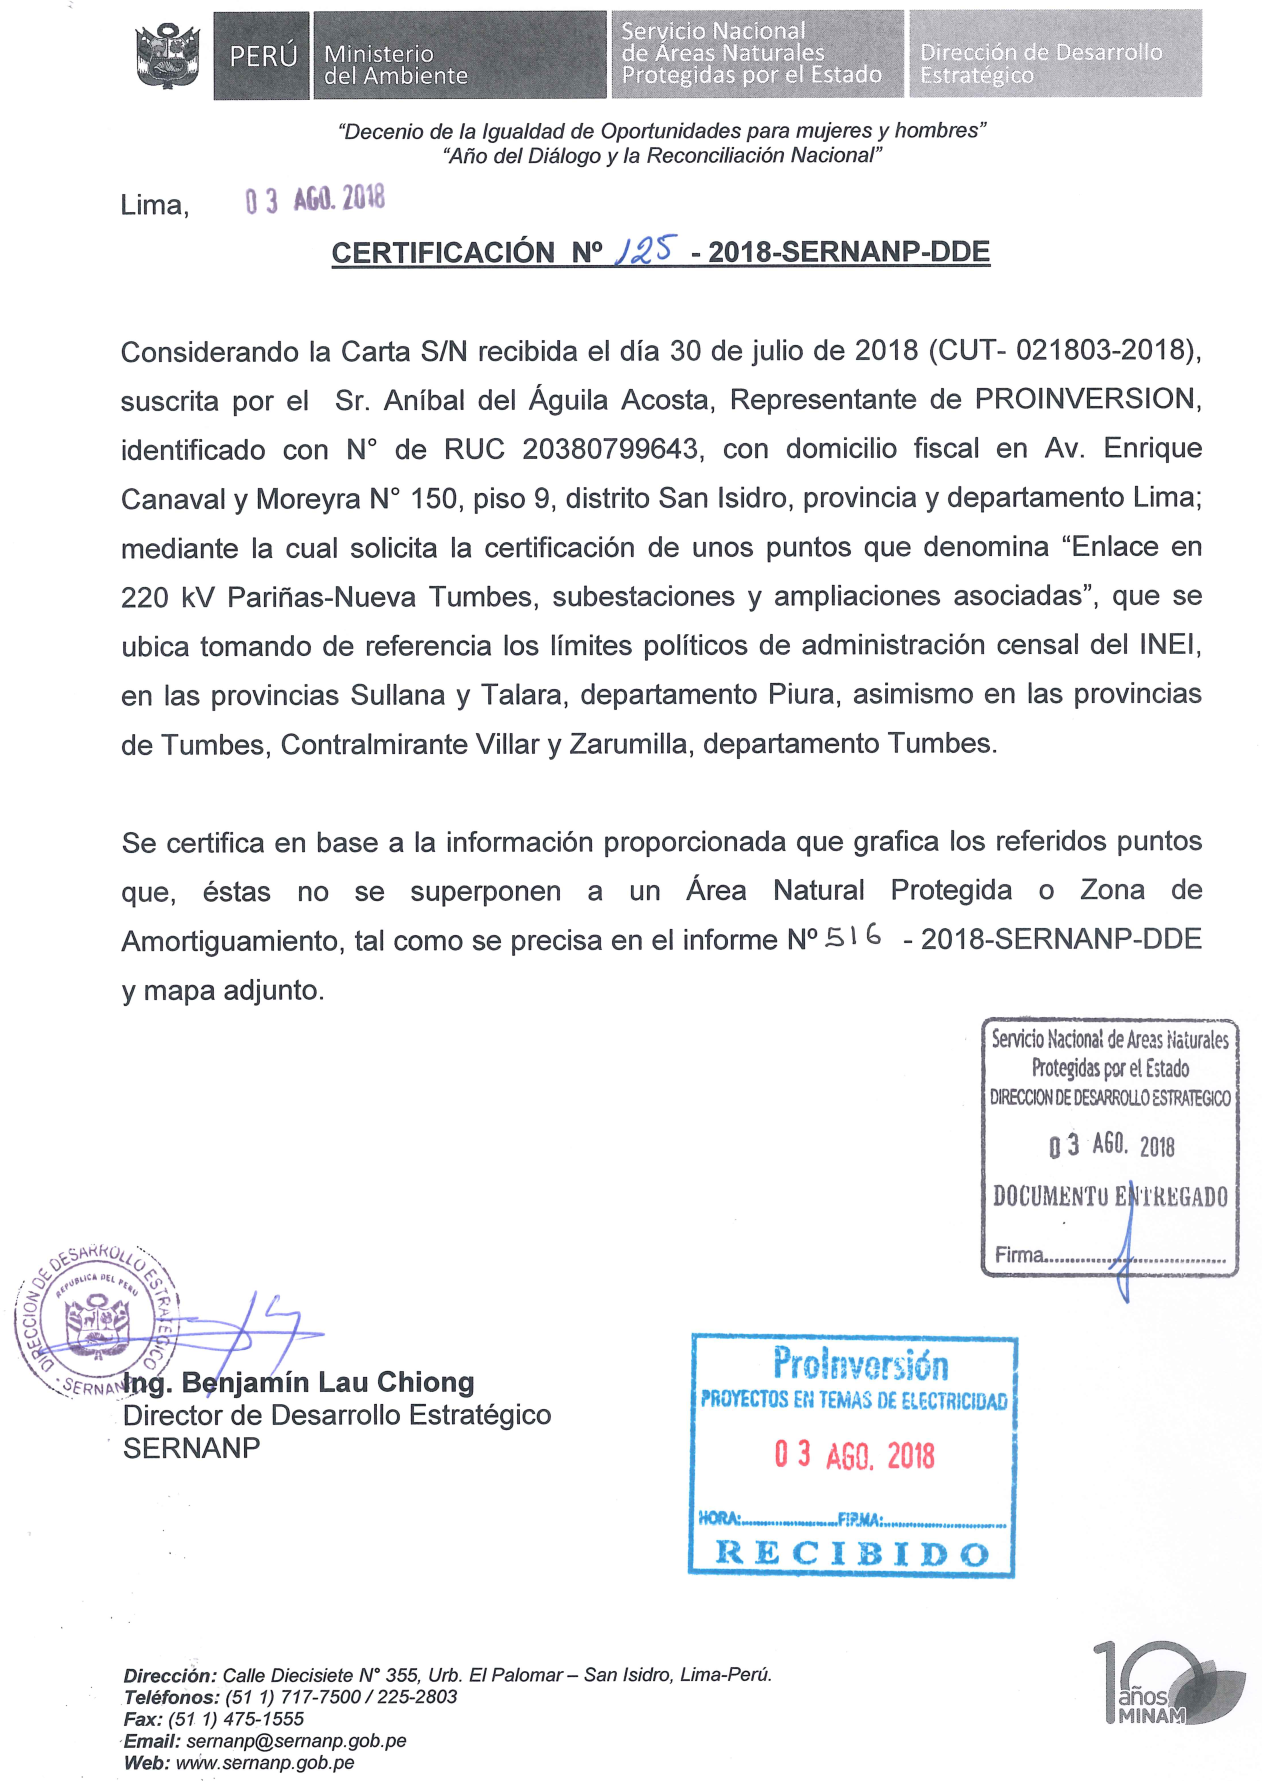 PERÚ
Ministerio
del Ambiente
Servicio Nacional
de Áreas Naturales
Protegidas por el Estado
Dirección de Desarrollo
Estratégico
“Decenio de la Igualdad de Oportunidades para mujeres y hombres”
“Año del Diálogo y la Reconciliación Nacional”
Lima, 03 AGO. 2018
CERTIFICACIÓN Nº 125 - 2018-SERNANP-DDE
Considerando la Carta S/N recibida el día 30 de julio de 2018 (CUT- 021803-2018),
suscrita por el Sr. Aníbal del Águila Acosta, Representante de PROINVERSION,
identificado con N° de RUC 20380799643, con domicilio fiscal en Av. Enrique
Canaval y Moreyra N° 150, piso 9, distrito San Isidro, provincia y departamento Lima;
mediante la cual solicita la certificación de unos puntos que denomina “Enlace en
220 kV Pariñas-Nueva Tumbes, subestaciones y ampliaciones asociadas”, que se
ubica tomando de referencia los límites políticos de administración censal del INEI,
en las provincias Sullana y Talara, departamento Piura, asimismo en las provincias
de Tumbes, Contralmirante Villar y Zarumilla, departamento Tumbes.
Se certifica en base a la información proporcionada que grafica los referidos puntos
que, éstas no se superponen a un Área Natural Protegida o Zona de
Amortiguamiento, tal como se precisa en el informe Nº 516 - 2018-SERNANP-DDE
y mapa adjunto.
Servicio Nacional de Areas Naturales
Protegidas por el Estado
DIRECCION DE DESARROLLO ESTRATEGICO
03 AGO. 2018
DOCUMENTO ENTREGADO
Firma..............................
DIRECCION DE DESARROLLO ESTRATEGICO
REPUBLICA DEL PERU
- SERNANP
Ing. Benjamín Lau Chiong
Director de Desarrollo Estratégico
SERNANP
ProInversión
PROYECTOS EN TEMAS DE ELECTRICIDAD
03 AGO. 2018
HORA:....................FIRMA:.........................
RECIBIDO
Dirección: Calle Diecisiete N° 355, Urb. El Palomar – San Isidro, Lima-Perú.
Teléfonos: (51 1) 717-7500 / 225-2803
Fax: (51 1) 475-1555
Email: sernanp@sernanp.gob.pe
Web: www.sernanp.gob.pe
10
años
MINAM